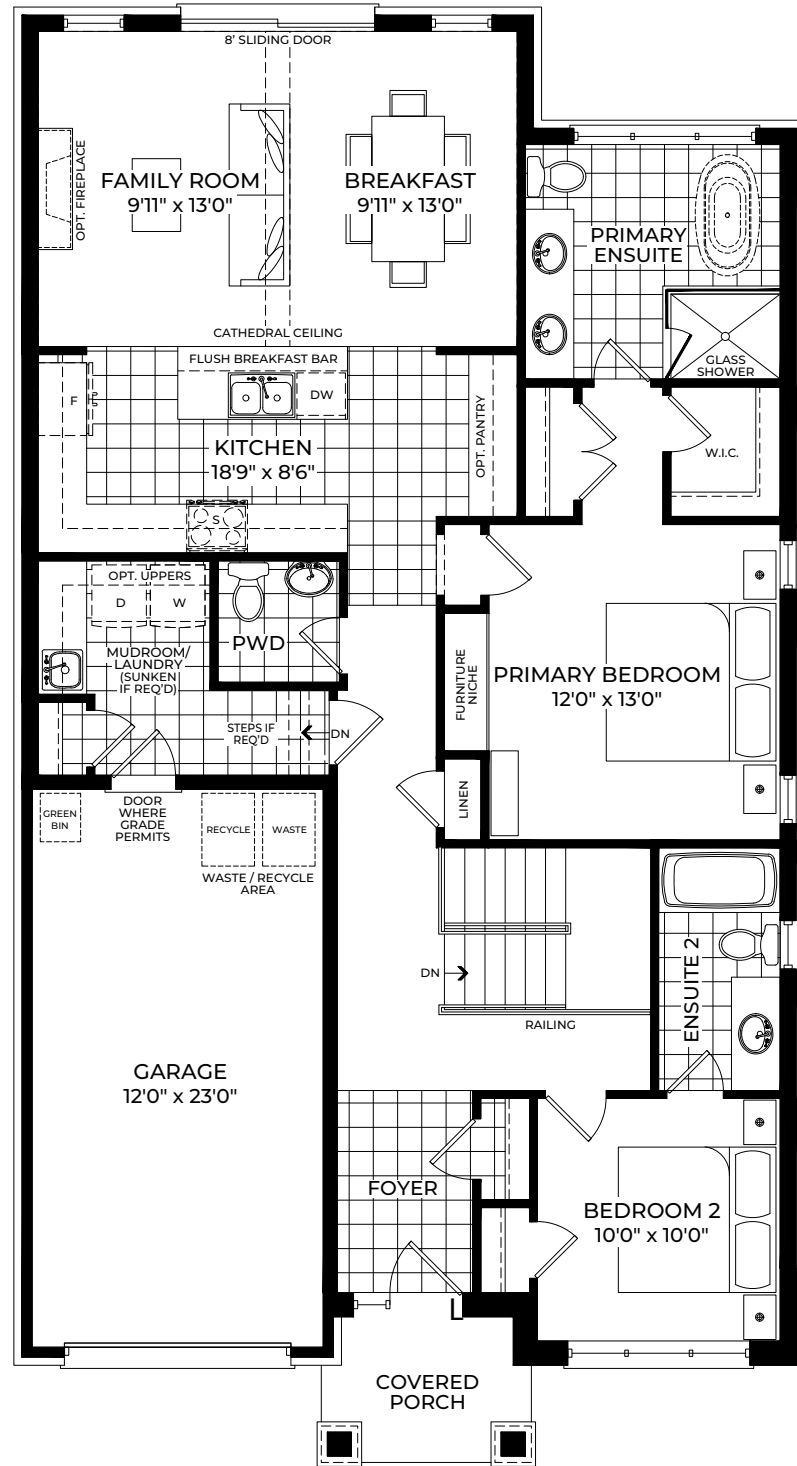 8' SLIDING DOOR
FAMILY ROOM
9'11" x 13'0"
OPT. FIREPLACE
BREAKFAST
9'11" x 13'0"
PRIMARY
ENSUITE
GLASS
SHOWER
CATHEDRAL CEILING
FLUSH BREAKFAST BAR
F
DW
KITCHEN
18'9" x 8'6"
OPT. PANTRY
W.I.C.
S
OPT. UPPERS
D
W
PWD
MUDROOM/
LAUNDRY
(SUNKEN
IF REQ'D)
STEPS IF
REQ'D
DN
FURNITURE
NICHE
PRIMARY BEDROOM
12'0" x 13'0"
LINEN
GREEN
BIN
DOOR
WHERE
GRADE
PERMITS
RECYCLE
WASTE
WASTE / RECYCLE
AREA
DN
RAILING
ENSUITE 2
GARAGE
12'0" x 23'0"
FOYER
BEDROOM 2
10'0" x 10'0"
COVERED
PORCH